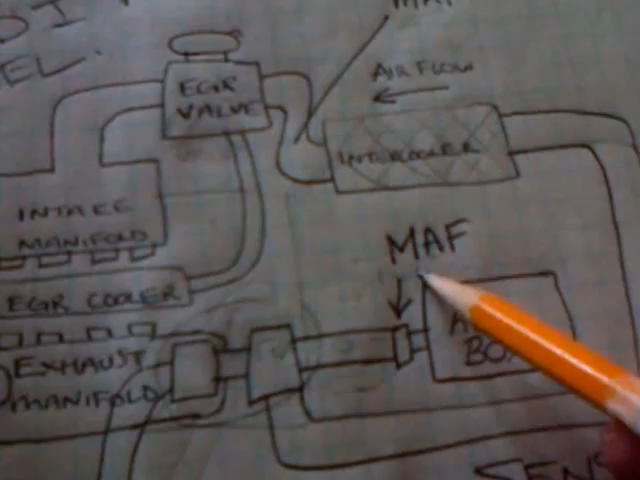 EGR
VALVE
AIR FLOW
INTERCOOLER
INTAKE
MANIFOLD
MAF
EGR COOLER
EXHAUST
MANIFOLD